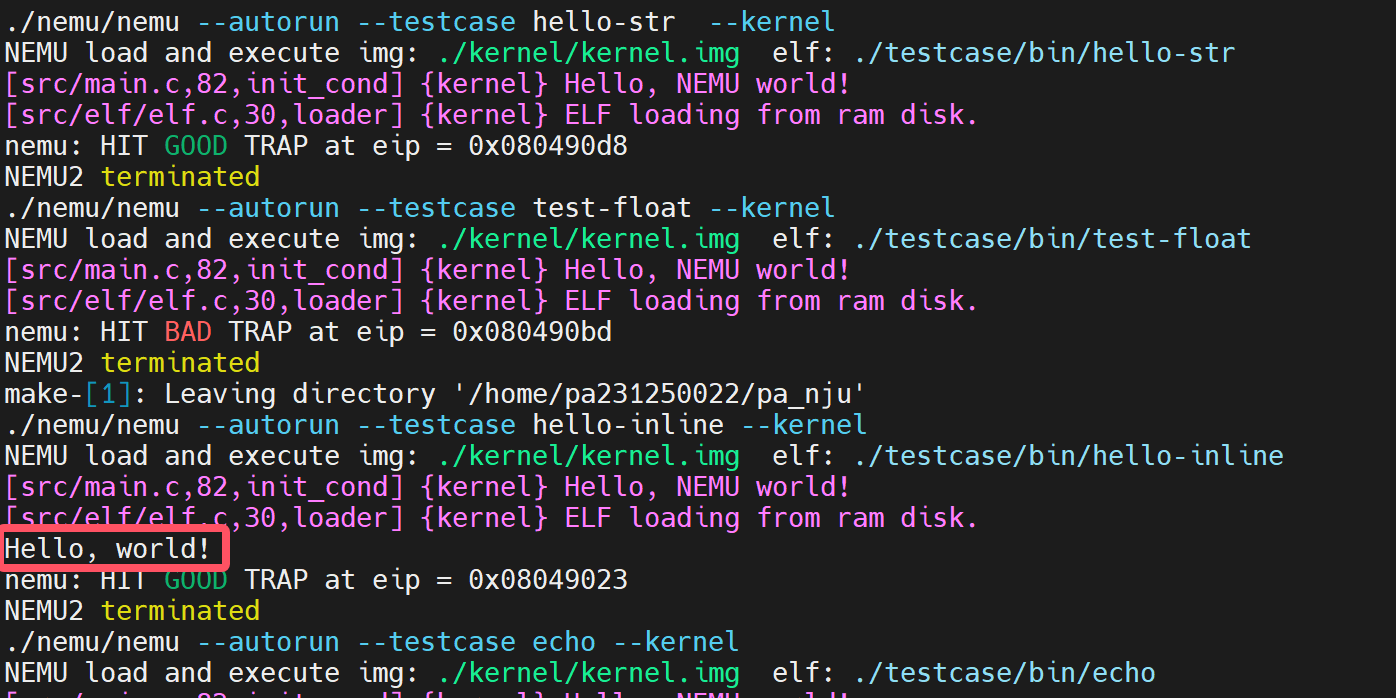 ./nemu/nemu --autorun --testcase hello-str  --kernel
NEMU load and execute img: ./kernel/kernel.img  elf: ./testcase/bin/hello-str
[src/main.c,82,init_cond] {kernel} Hello, NEMU world!
[src/elf/elf.c,30,loader] {kernel} ELF loading from ram disk.
nemu: HIT GOOD TRAP at eip = 0x080490d8
NEMU2 terminated
./nemu/nemu --autorun --testcase test-float --kernel
NEMU load and execute img: ./kernel/kernel.img  elf: ./testcase/bin/test-float
[src/main.c,82,init_cond] {kernel} Hello, NEMU world!
[src/elf/elf.c,30,loader] {kernel} ELF loading from ram disk.
nemu: HIT BAD TRAP at eip = 0x080490bd
NEMU2 terminated
make-[1]: Leaving directory '/home/pa231250022/pa_nju'
./nemu/nemu --autorun --testcase hello-inline --kernel
NEMU load and execute img: ./kernel/kernel.img  elf: ./testcase/bin/hello-inline
[src/main.c,82,init_cond] {kernel} Hello, NEMU world!
[src/elf/elf.c,30,loader] {kernel} ELF loading from ram disk.
Hello, world!
nemu: HIT GOOD TRAP at eip = 0x08049023
NEMU2 terminated
./nemu/nemu --autorun --testcase echo --kernel
NEMU load and execute img: ./kernel/kernel.img  elf: ./testcase/bin/echo
[src/main.c,82,init_cond] {kernel} Hello, NEMU world!